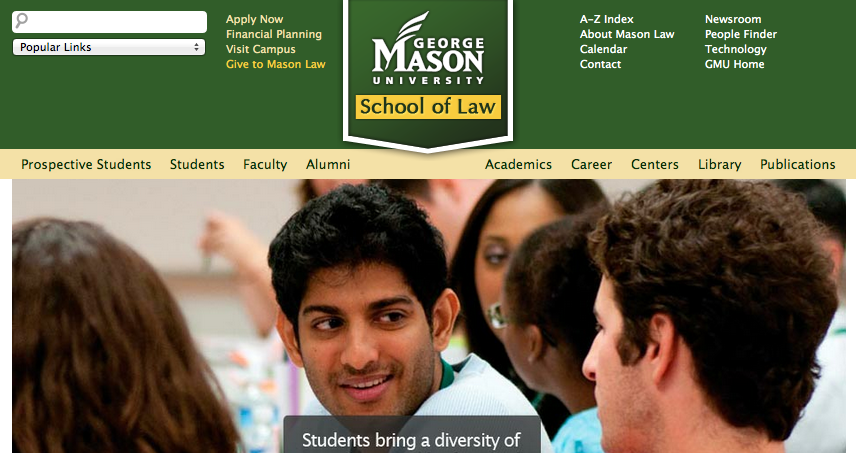 Popular Links
Apply Now
Financial Planning
Visit Campus
Give to Mason Law
GEORGE
MASON
UNIVERSITY
School of Law
A-Z Index
About Mason Law
Calendar
Contact
Newsroom
People Finder
Technology
GMU Home
Prospective Students Students Faculty Alumni Academics Career Centers Library Publications
Students bring a diversity of